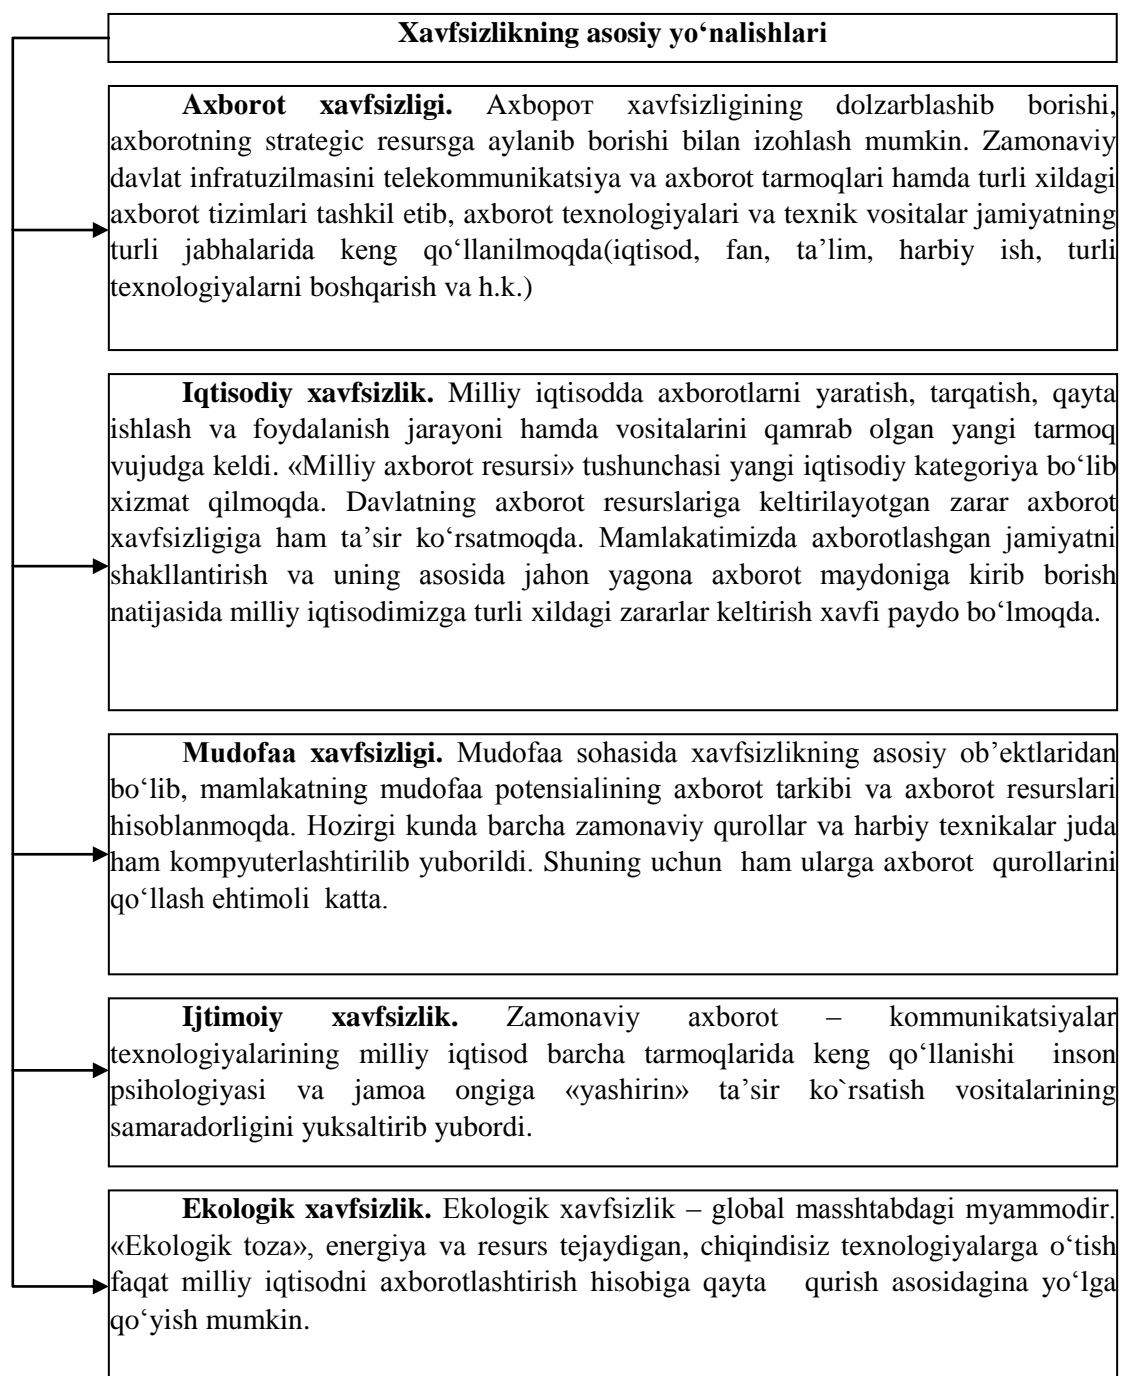 Xavfsizlikning asosiy yo‘nalishlari
Axborot xavfsizligi. Ахборот xavfsizligining dolzarblashib borishi,
axborotning strategic resursga aylanib borishi bilan izohlash mumkin. Zamonaviy
davlat infratuzilmasini telekommunikatsiya va axborot tarmoqlari hamda turli xildagi
axborot tizimlari tashkil etib, axborot texnologiyalari va texnik vositalar jamiyatning
turli jabhalarida keng qo‘llanilmoqda(iqtisod, fan, ta’lim, harbiy ish, turli
texnologiyalarni boshqarish va h.k.)
Iqtisodiy xavfsizlik. Milliy iqtisodda axborotlarni yaratish, tarqatish, qayta
ishlash va foydalanish jarayoni hamda vositalarini qamrab olgan yangi tarmoq
vujudga keldi. «Milliy axborot resursi» tushunchasi yangi iqtisodiy kategoriya bo‘lib
xizmat qilmoqda. Davlatning axborot resurslariga keltirilayotgan zarar axborot
xavfsizligiga ham ta’sir ko‘rsatmoqda. Mamlakatimizda axborotlashgan jamiyatni
shakllantirish va uning asosida jahon yagona axborot maydoniga kirib borish
natijasida milliy iqtisodimizga turli xildagi zararlar keltirish xavfi paydo bo‘lmoqda.
Mudofaa xavfsizligi. Mudofaa sohasida xavfsizlikning asosiy ob’ektlaridan
bo‘lib, mamlakatning mudofaa potensialining axborot tarkibi va axborot resurslari
hisoblanmoqda. Hozirgi kunda barcha zamonaviy qurollar va harbiy texnikalar juda
ham kompyuterlashtirilib yuborildi. Shuning uchun ham ularga axborot qurollarini
qo‘llash ehtimoli katta.
Ijtimoiy xavfsizlik. Zamonaviy axborot – kommunikatsiyalar
texnologiyalarining milliy iqtisod barcha tarmoqlarida keng qo‘llanishi inson
psihologiyasi va jamoa ongiga «yashirin» ta’sir ko`rsatish vositalarining
samaradorligini yuksaltirib yubordi.
Ekologik xavfsizlik. Ekologik xavfsizlik – global masshtabdagi myammodir.
«Ekologik toza», energiya va resurs tejaydigan, chiqindisiz texnologiyalarga o‘tish
faqat milliy iqtisodni axborotlashtirish hisobiga qayta qurish asosidagina yo‘lga
qo‘yish mumkin.